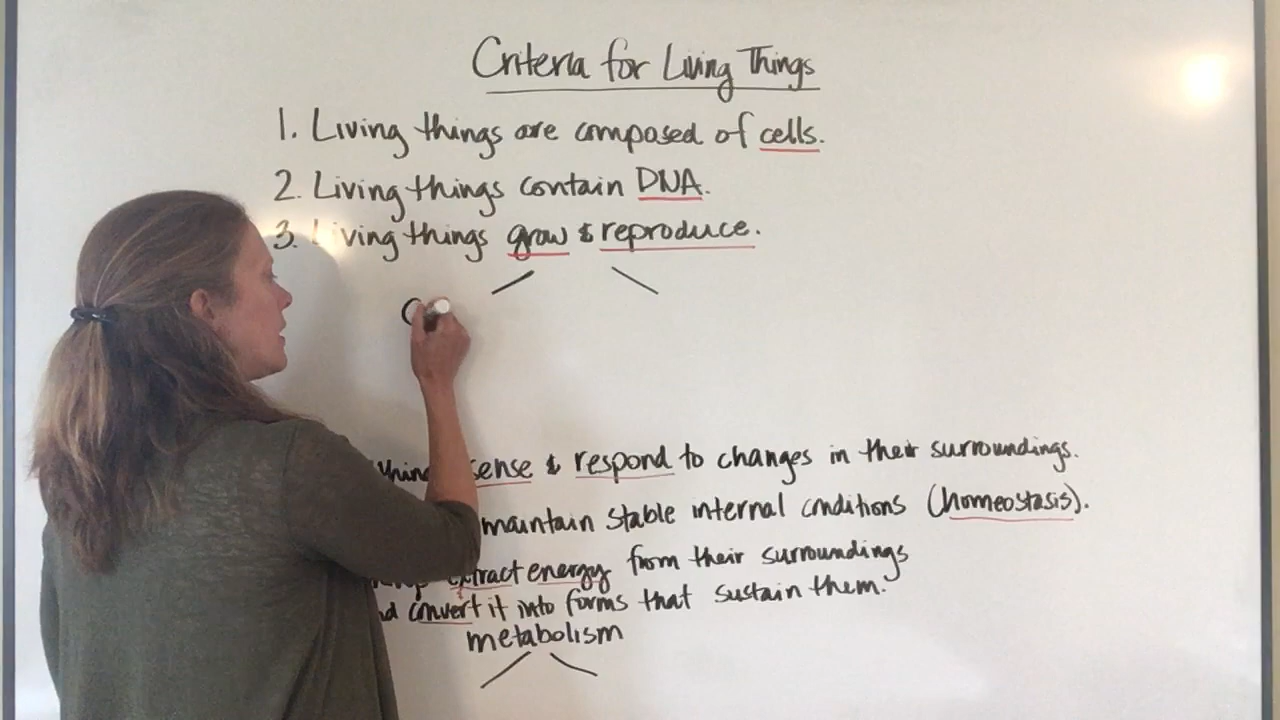 Criteria for Living Things
1. Living things are composed of cells.
2. Living things contain DNA.
3. Living things grow & reproduce.
sense & respond to changes in their surroundings.
maintain stable internal conditions (homeostasis).
extract energy from their surroundings
convert it into forms that sustain them.
metabolism